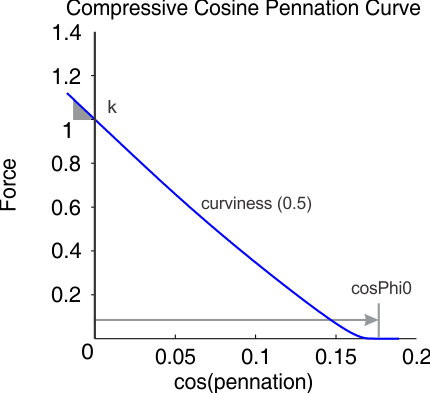 Compressive Cosine Pennation Curve
1.4
1.2
k
1
0.8
Force
0.6
curviness (0.5)
0.4
cosPhi0
0.2
0
0.05
0.1
0.15
0.2
cos(pennation)